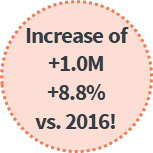 Increase of
+1.0M
+8.8%
vs. 2016!